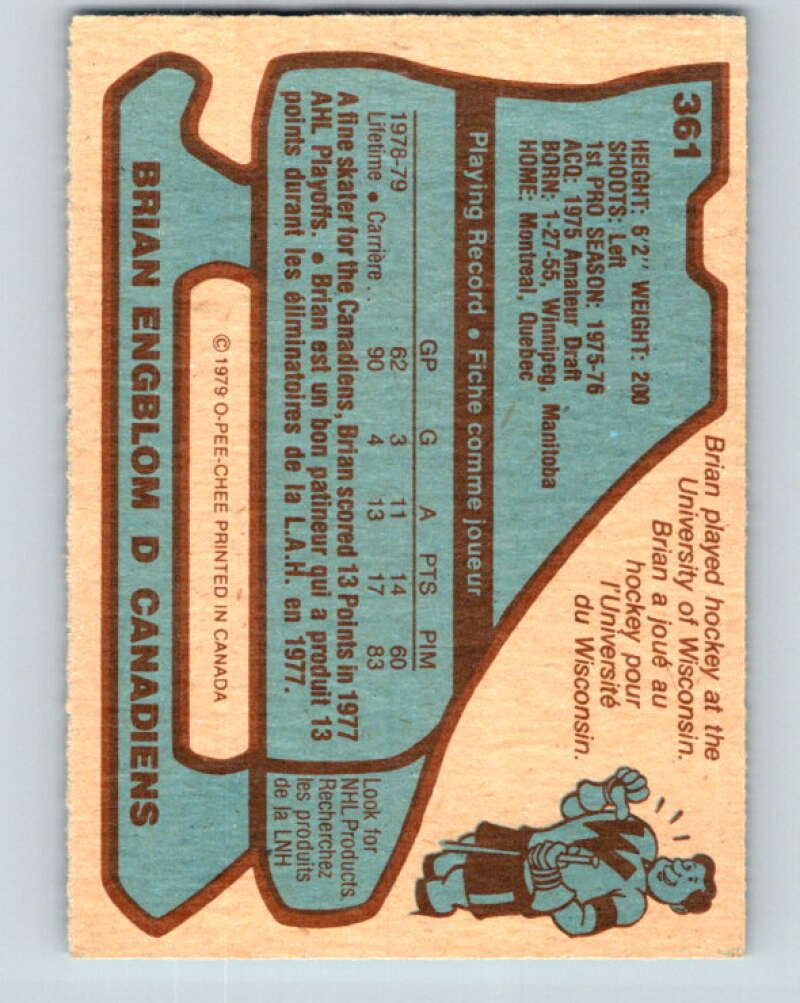 361
HEIGHT: 6'2" WEIGHT: 200
SHOOTS: Left
1st PRO SEASON: 1975-76
ACQ: 1975 Amateur Draft
BORN: 1-27-55, Winnipeg, Manitoba
HOME: Montreal, Quebec
Brian played hockey at the
University of Wisconsin.
Brian a joué au
hockey pour
l'Université
du Wisconsin.
Playing Record • Fiche comme joueur
GP G A PTS PIM
1978-79 62 3 11 14 60
Lifetime • Carrière .. 90 4 13 17 83
A fine skater for the Canadiens, Brian scored 13 Points in 1977
AHL Playoffs. • Brian est un bon patineur qui a produit 13
points durant les éliminatoires de la L.A.H. en 1977.
Look for
NHL Products.
Recherchez
les produits
de la LNH
© 1979 O-PEE-CHEE PRINTED IN CANADA
BRIAN ENGBLOM D CANADIENS